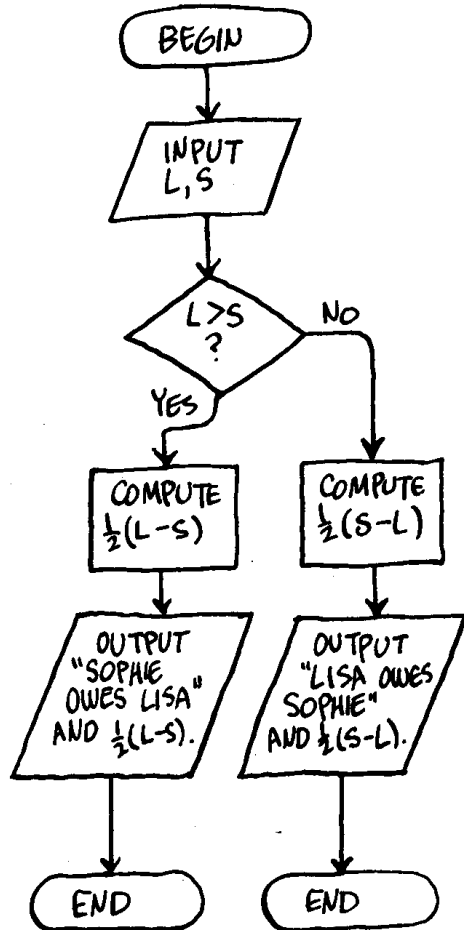 BEGIN
INPUT
L, S
L>S
?
NO
YES
COMPUTE
½(L-S)
COMPUTE
½(S-L)
OUTPUT
"SOPHIE
OWES LISA"
AND ½(L-S).
OUTPUT
"LISA OWES
SOPHIE"
AND ½(S-L).
END
END